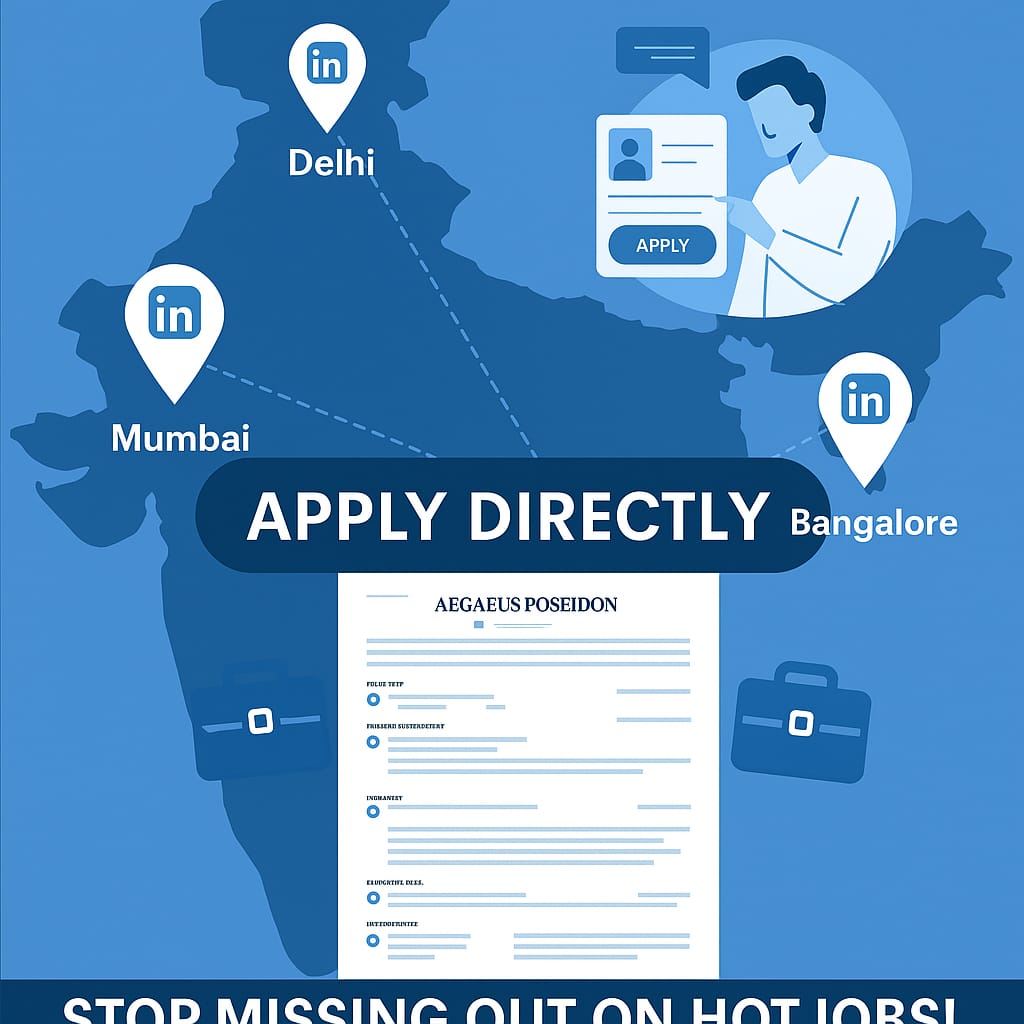 in
Delhi
APPLY
in
Mumbai
in
Bangalore
APPLY DIRECTLY
AEGAEUS POSEIDON
STOP MISSING OUT ON HOT JOBS!